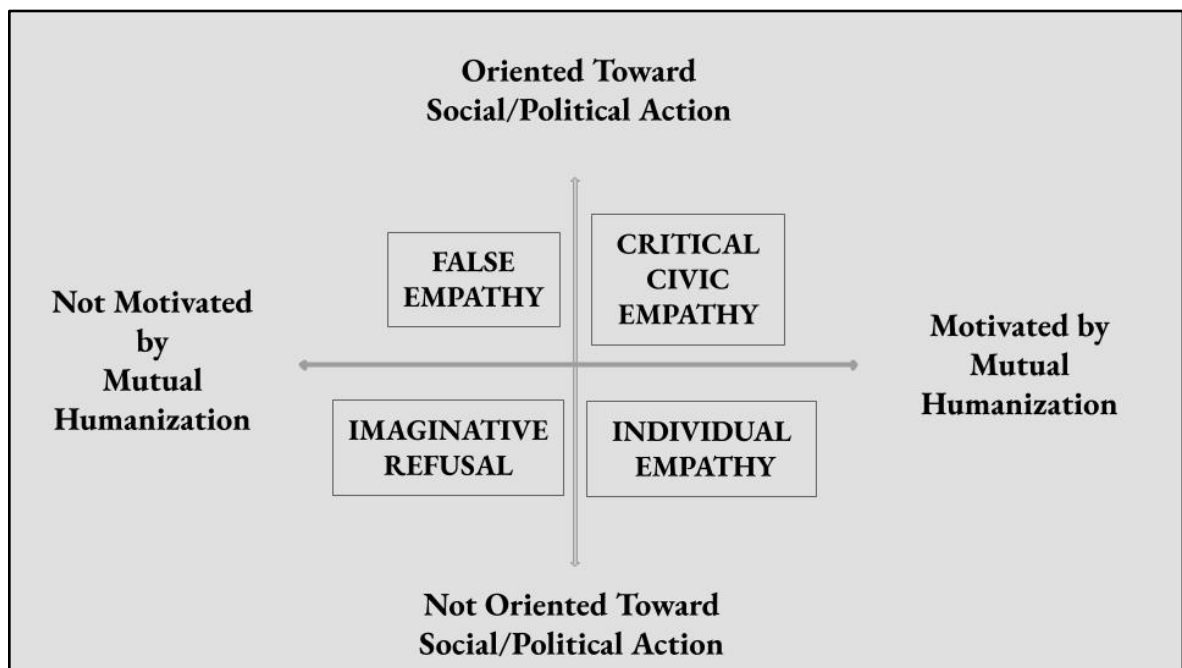 Oriented Toward
Social/Political Action
FALSE
EMPATHY
CRITICAL
CIVIC
EMPATHY
Not Motivated
by
Mutual
Humanization
Motivated by
Mutual
Humanization
IMAGINATIVE
REFUSAL
INDIVIDUAL
EMPATHY
Not Oriented Toward
Social/Political Action